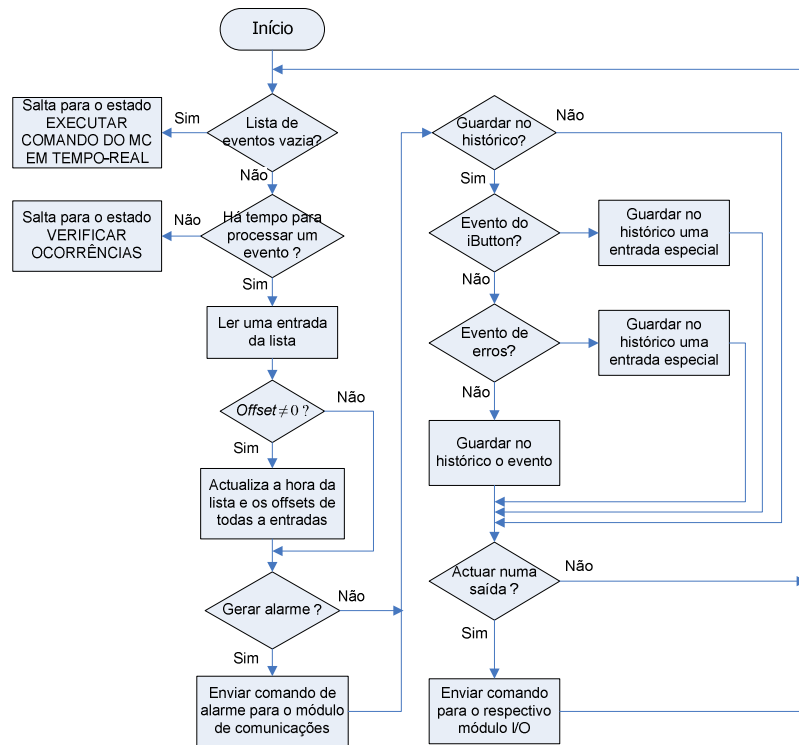 Início
Lista de
eventos vazia?
Sim
Salta para o estado
EXECUTAR
COMANDO DO MC
EM TEMPO-REAL
Não
Há tempo para
processar um
evento ?
Não
Salta para o estado
VERIFICAR
OCORRÊNCIAS
Sim
Ler uma entrada
da lista
Offset ≠ 0 ?
Não
Sim
Actualiza a hora da
lista e os offsets de
todas a entradas
Gerar alarme ?
Não
Sim
Enviar comando de
alarme para o módulo
de comunicações
Guardar no
histórico?
Não
Sim
Evento do
iButton?
Guardar no
histórico uma
entrada especial
Não
Evento de
erros?
Guardar no
histórico uma
entrada especial
Não
Guardar no
histórico o evento
Actuar numa
saída ?
Não
Sim
Enviar comando
para o respectivo
módulo I/O